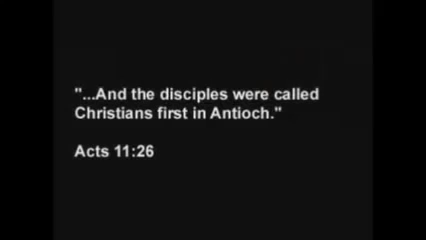 "...And the disciples were called
Christians first in Antioch."
Acts 11:26